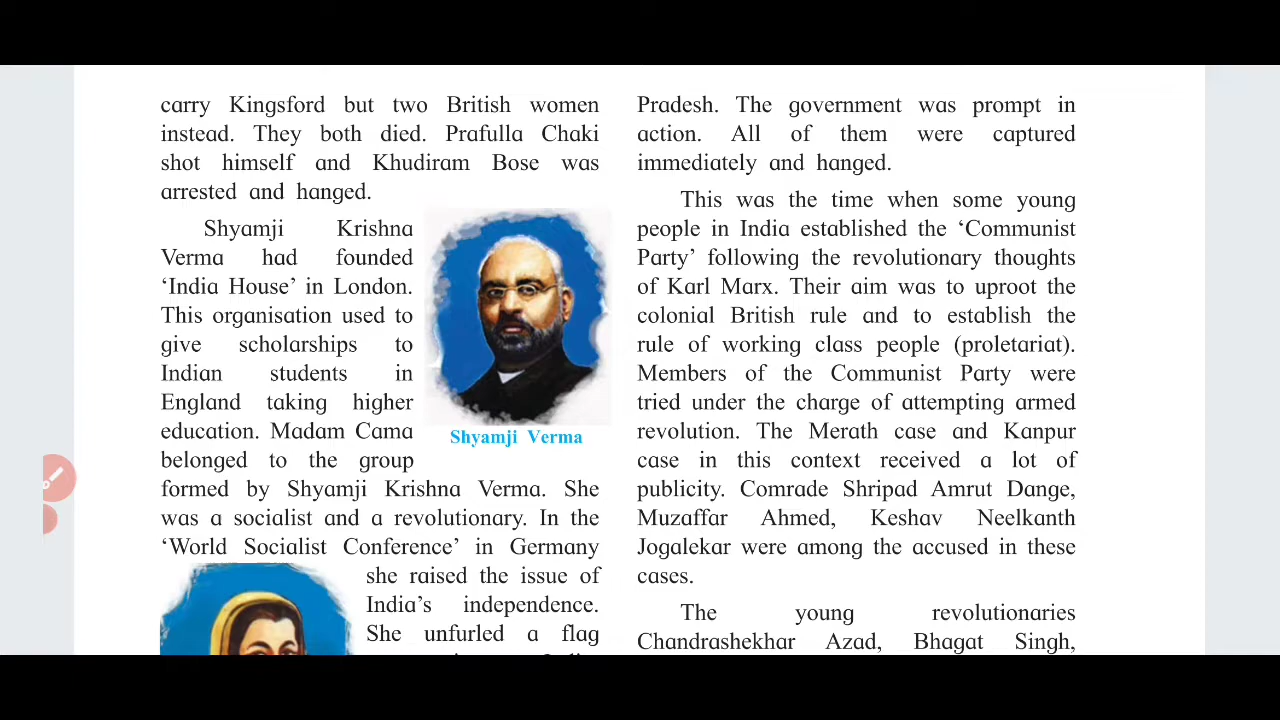 carry Kingsford but two British women
instead. They both died. Prafulla Chaki
shot himself and Khudiram Bose was
arrested and hanged.
Shyamji Krishna
Verma had founded
‘India House’ in London.
This organisation used to
give scholarships to
Indian students in
England taking higher
education. Madam Cama
belonged to the group
Shyamji Verma
formed by Shyamji Krishna Verma. She
was a socialist and a revolutionary. In the
‘World Socialist Conference’ in Germany
she raised the issue of
India’s independence.
She unfurled a flag
Pradesh. The government was prompt in
action. All of them were captured
immediately and hanged.
This was the time when some young
people in India established the ‘Communist
Party’ following the revolutionary thoughts
of Karl Marx. Their aim was to uproot the
colonial British rule and to establish the
rule of working class people (proletariat).
Members of the Communist Party were
tried under the charge of attempting armed
revolution. The Merath case and Kanpur
case in this context received a lot of
publicity. Comrade Shripad Amrut Dange,
Muzaffar Ahmed, Keshav Neelkanth
Jogalekar were among the accused in these
cases.
The young revolutionaries
Chandrashekhar Azad, Bhagat Singh,